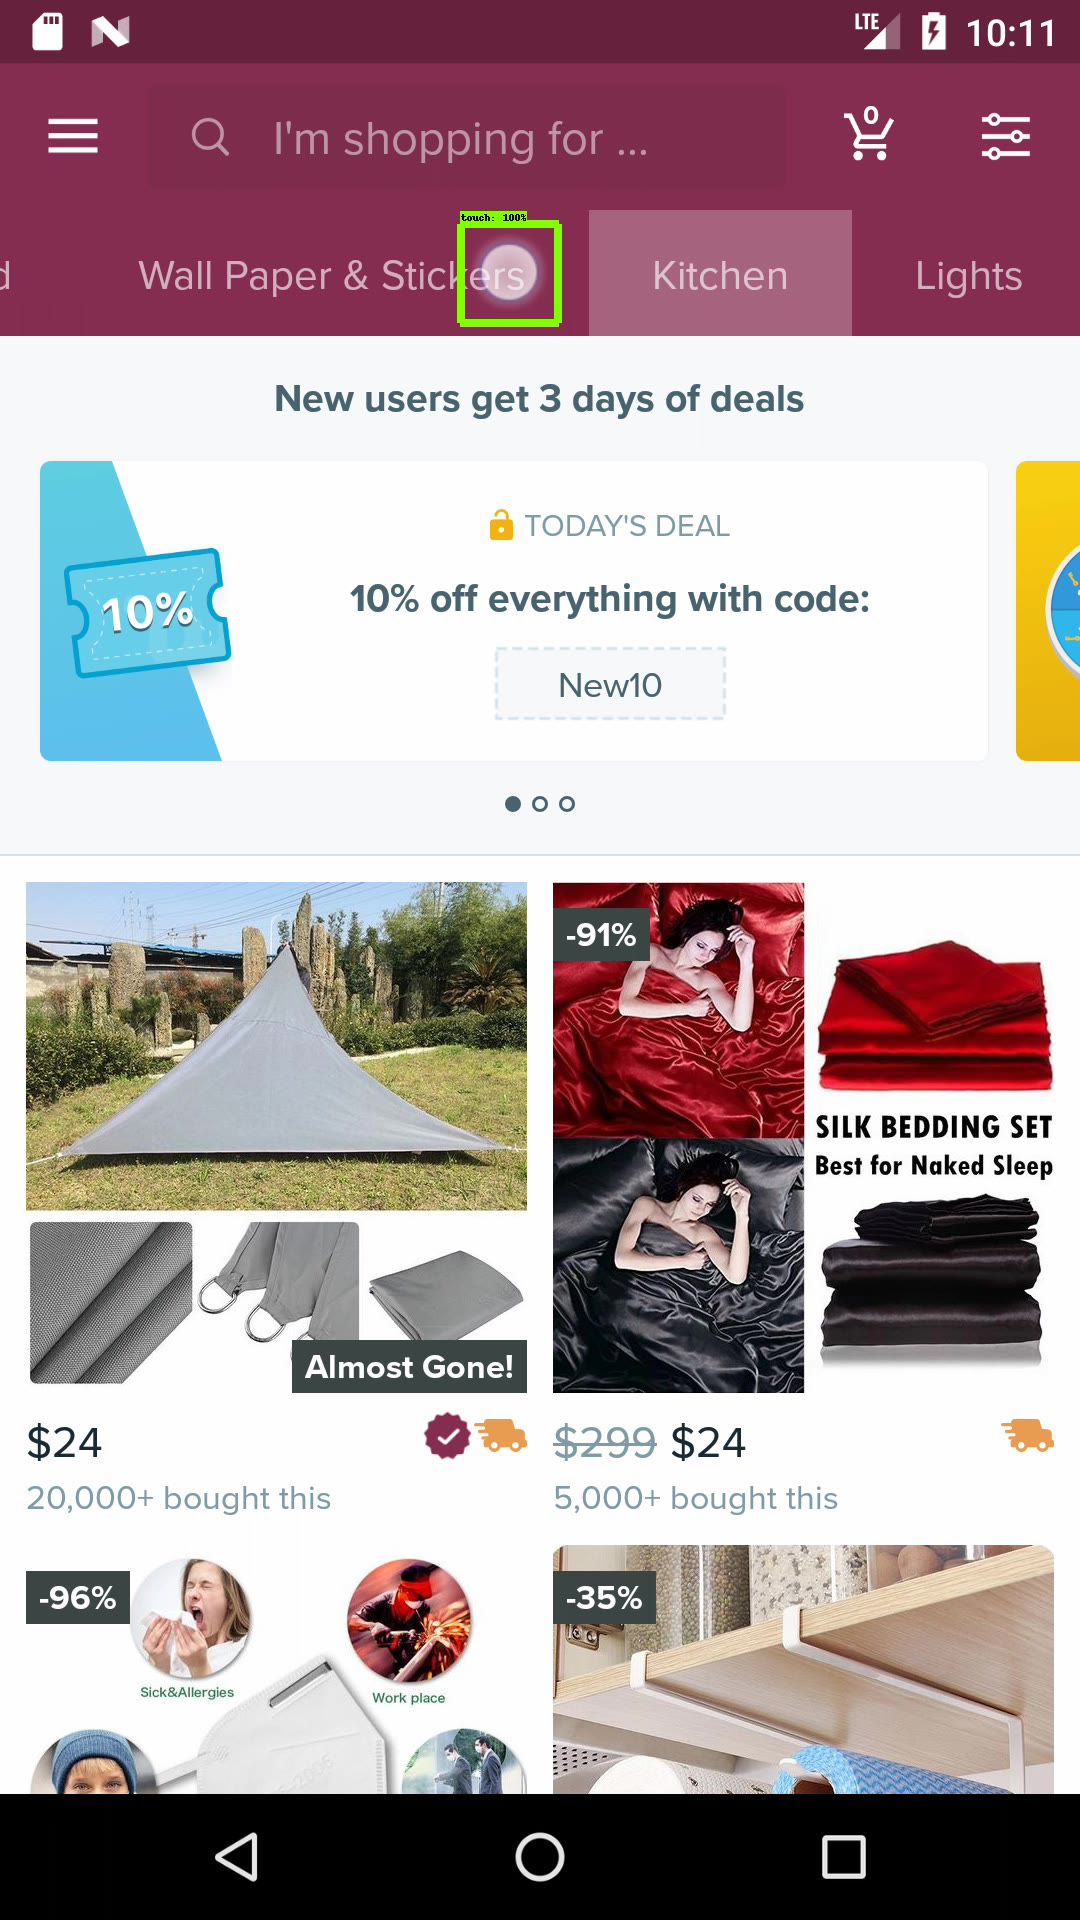 LTE 10:11
I'm shopping for ... 0
touch: 100%
d Wall Paper & Stickers Kitchen Lights
New users get 3 days of deals
TODAY'S DEAL
10%
10% off everything with code:
New10
-91%
SILK BEDDING SET
Best for Naked Sleep
Almost Gone!
$24
20,000+ bought this
$299 $24
5,000+ bought this
-96%
Sick&Allergies
Work place
-35%